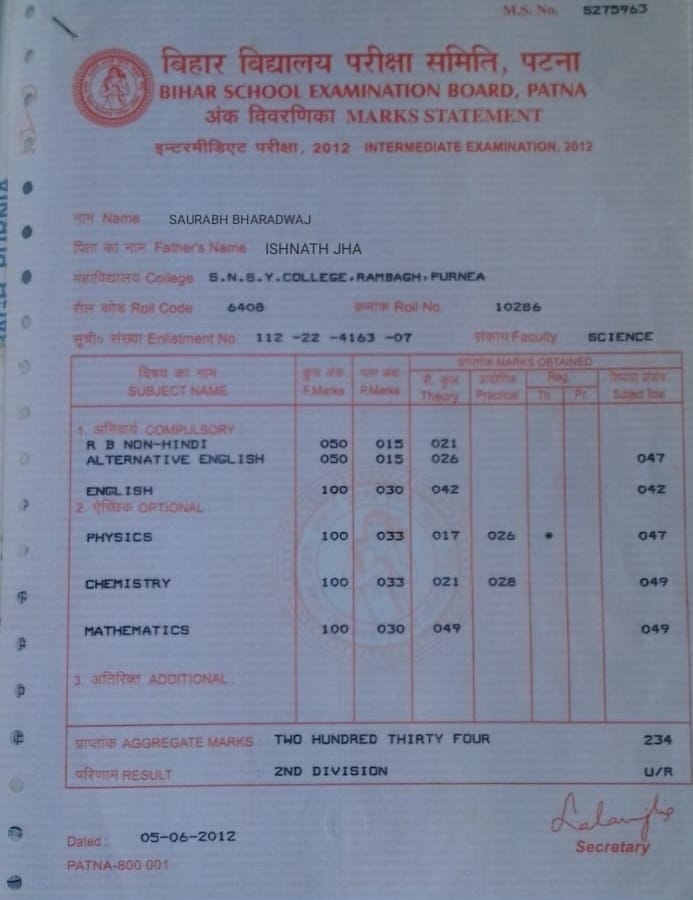 M.S. No. 5275963
बिहार विद्यालय परीक्षा समिति, पटना
BIHAR SCHOOL EXAMINATION BOARD, PATNA
अंक विवरणिका MARKS STATEMENT
इन्टरमीडिएट परीक्षा, 2012 INTERMEDIATE EXAMINATION, 2012
नाम Name SAURABH BHARADWAJ
पिता का नाम Father's Name ISHNATH JHA
महाविद्यालय College S.N.S.Y.COLLEGE,RAMBAGH,PURNEA
रौल कोड Roll Code 6408 क्रमांक Roll No. 10286
सूची० संख्या Enlistment No. 112 -22 -4163 -07 संकाय Faculty SCIENCE
प्राप्तांक MARKS OBTAINED
विषय का नाम कुल अंक पास अंक सै. कुल प्रायोगिक Reg.
SUBJECT NAME F.Marks P.Marks Theory Practical Th. Pr. Subject Total
1. अनिवार्य COMPULSORY :
R B NON-HINDI 050 015 021
ALTERNATIVE ENGLISH 050 015 026 047
ENGLISH 100 030 042 042
2. ऐच्छिक OPTIONAL :
PHYSICS 100 033 017 026 * 047
CHEMISTRY 100 033 021 028 049
MATHEMATICS 100 030 049 049
3. अतिरिक्त ADDITIONAL :
प्राप्तांक AGGREGATE MARKS : TWO HUNDRED THIRTY FOUR 234
परिणाम RESULT : 2ND DIVISION U/R
Dated : 05-06-2012
Secretary
PATNA-800 001